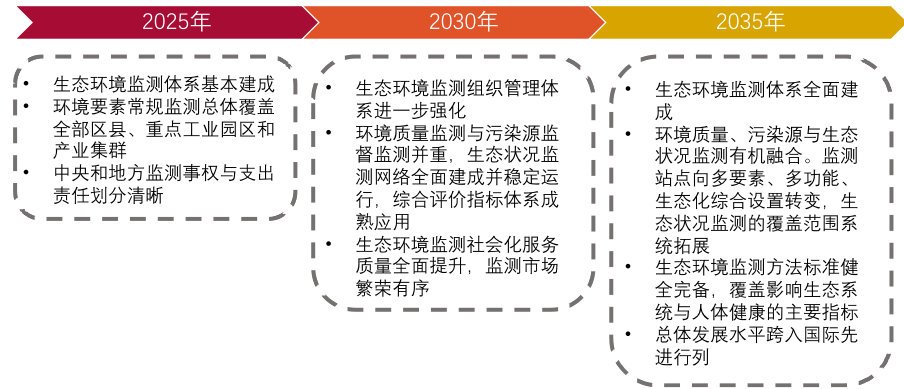 2025年
2030年
2035年
• 生态环境监测体系基本建成
• 环境要素常规监测总体覆盖
全部区县、重点工业园区和
产业集群
• 中央和地方监测事权与支出
责任划分清晰
• 生态环境监测组织管理体
系进一步强化
• 环境质量监测与污染源监
督监测并重，生态状况监
测网络全面建成并稳定运
行，综合评价指标体系成
熟应用
• 生态环境监测社会化服务
质量全面提升，监测市场
繁荣有序
• 生态环境监测体系全面建
成
• 环境质量、污染源与生态
状况监测有机融合。监测
站点向多要素、多功能、
生态化综合设置转变，生
态状况监测的覆盖范围系
统拓展
• 生态环境监测方法标准健
全完备，覆盖影响生态系
统与人体健康的主要指标
• 总体发展水平跨入国际先
进行列